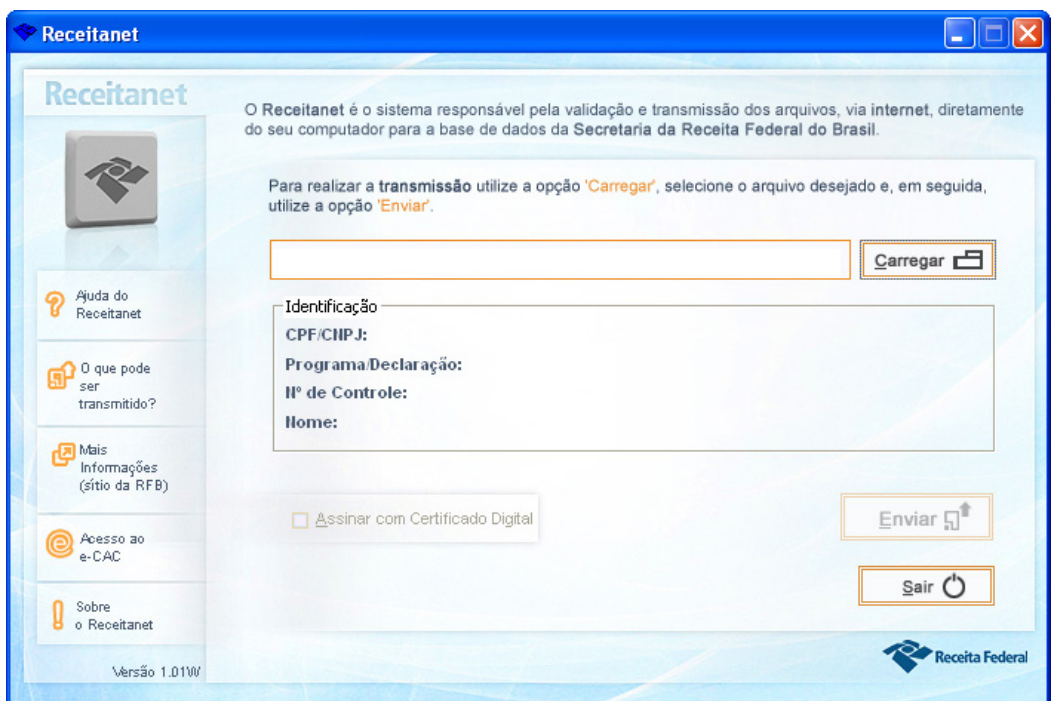 Receitanet
Receitanet
O Receitanet é o sistema responsável pela validação e transmissão dos arquivos, via internet, diretamente
do seu computador para a base de dados da Secretaria da Receita Federal do Brasil.
Para realizar a transmissão utilize a opção 'Carregar', selecione o arquivo desejado e, em seguida,
utilize a opção 'Enviar'.
Carregar
Identificação
CPF/CNPJ:
Programa/Declaração:
Nº de Controle:
Nome:
Ajuda do
Receitanet
O que pode
ser
transmitido?
Mais
Informações
(sítio da RFB)
Acesso ao
e-CAC
Sobre
o Receitanet
Versão 1.01W
Assinar com Certificado Digital
Enviar
Sair
Receita Federal